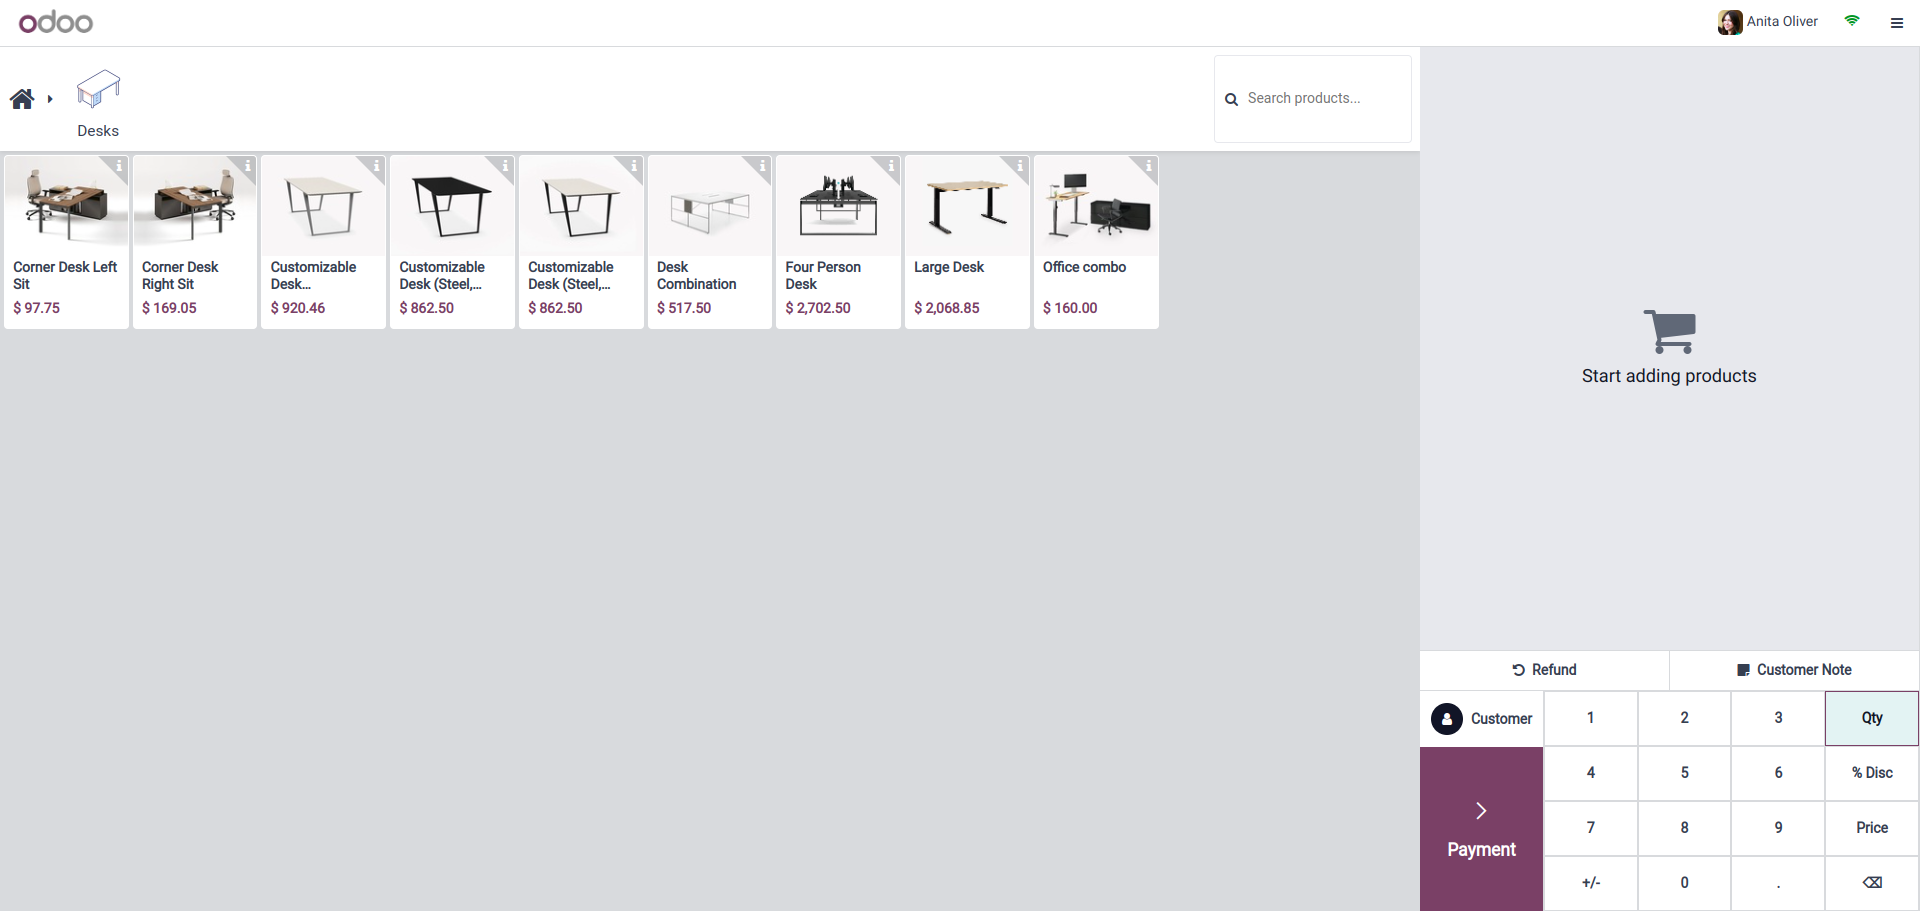 odoo
Anita Oliver
Desks
Search products...
Corner Desk Left
Sit
$ 97.75
Corner Desk
Right Sit
$ 169.05
Customizable
Desk...
$ 920.46
Customizable
Desk (Steel,...
$ 862.50
Customizable
Desk (Steel,...
$ 862.50
Desk
Combination
$ 517.50
Four Person
Desk
$ 2,702.50
Large Desk
$ 2,068.85
Office combo
$ 160.00
Start adding products
Refund
Customer Note
Customer
1 2 3 Qty
4 5 6 % Disc
7 8 9 Price
Payment
+/- 0 . ⌫